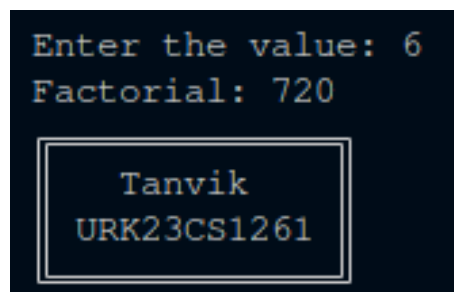 Enter the value: 6
Factorial: 720
Tanvik
URK23CS1261